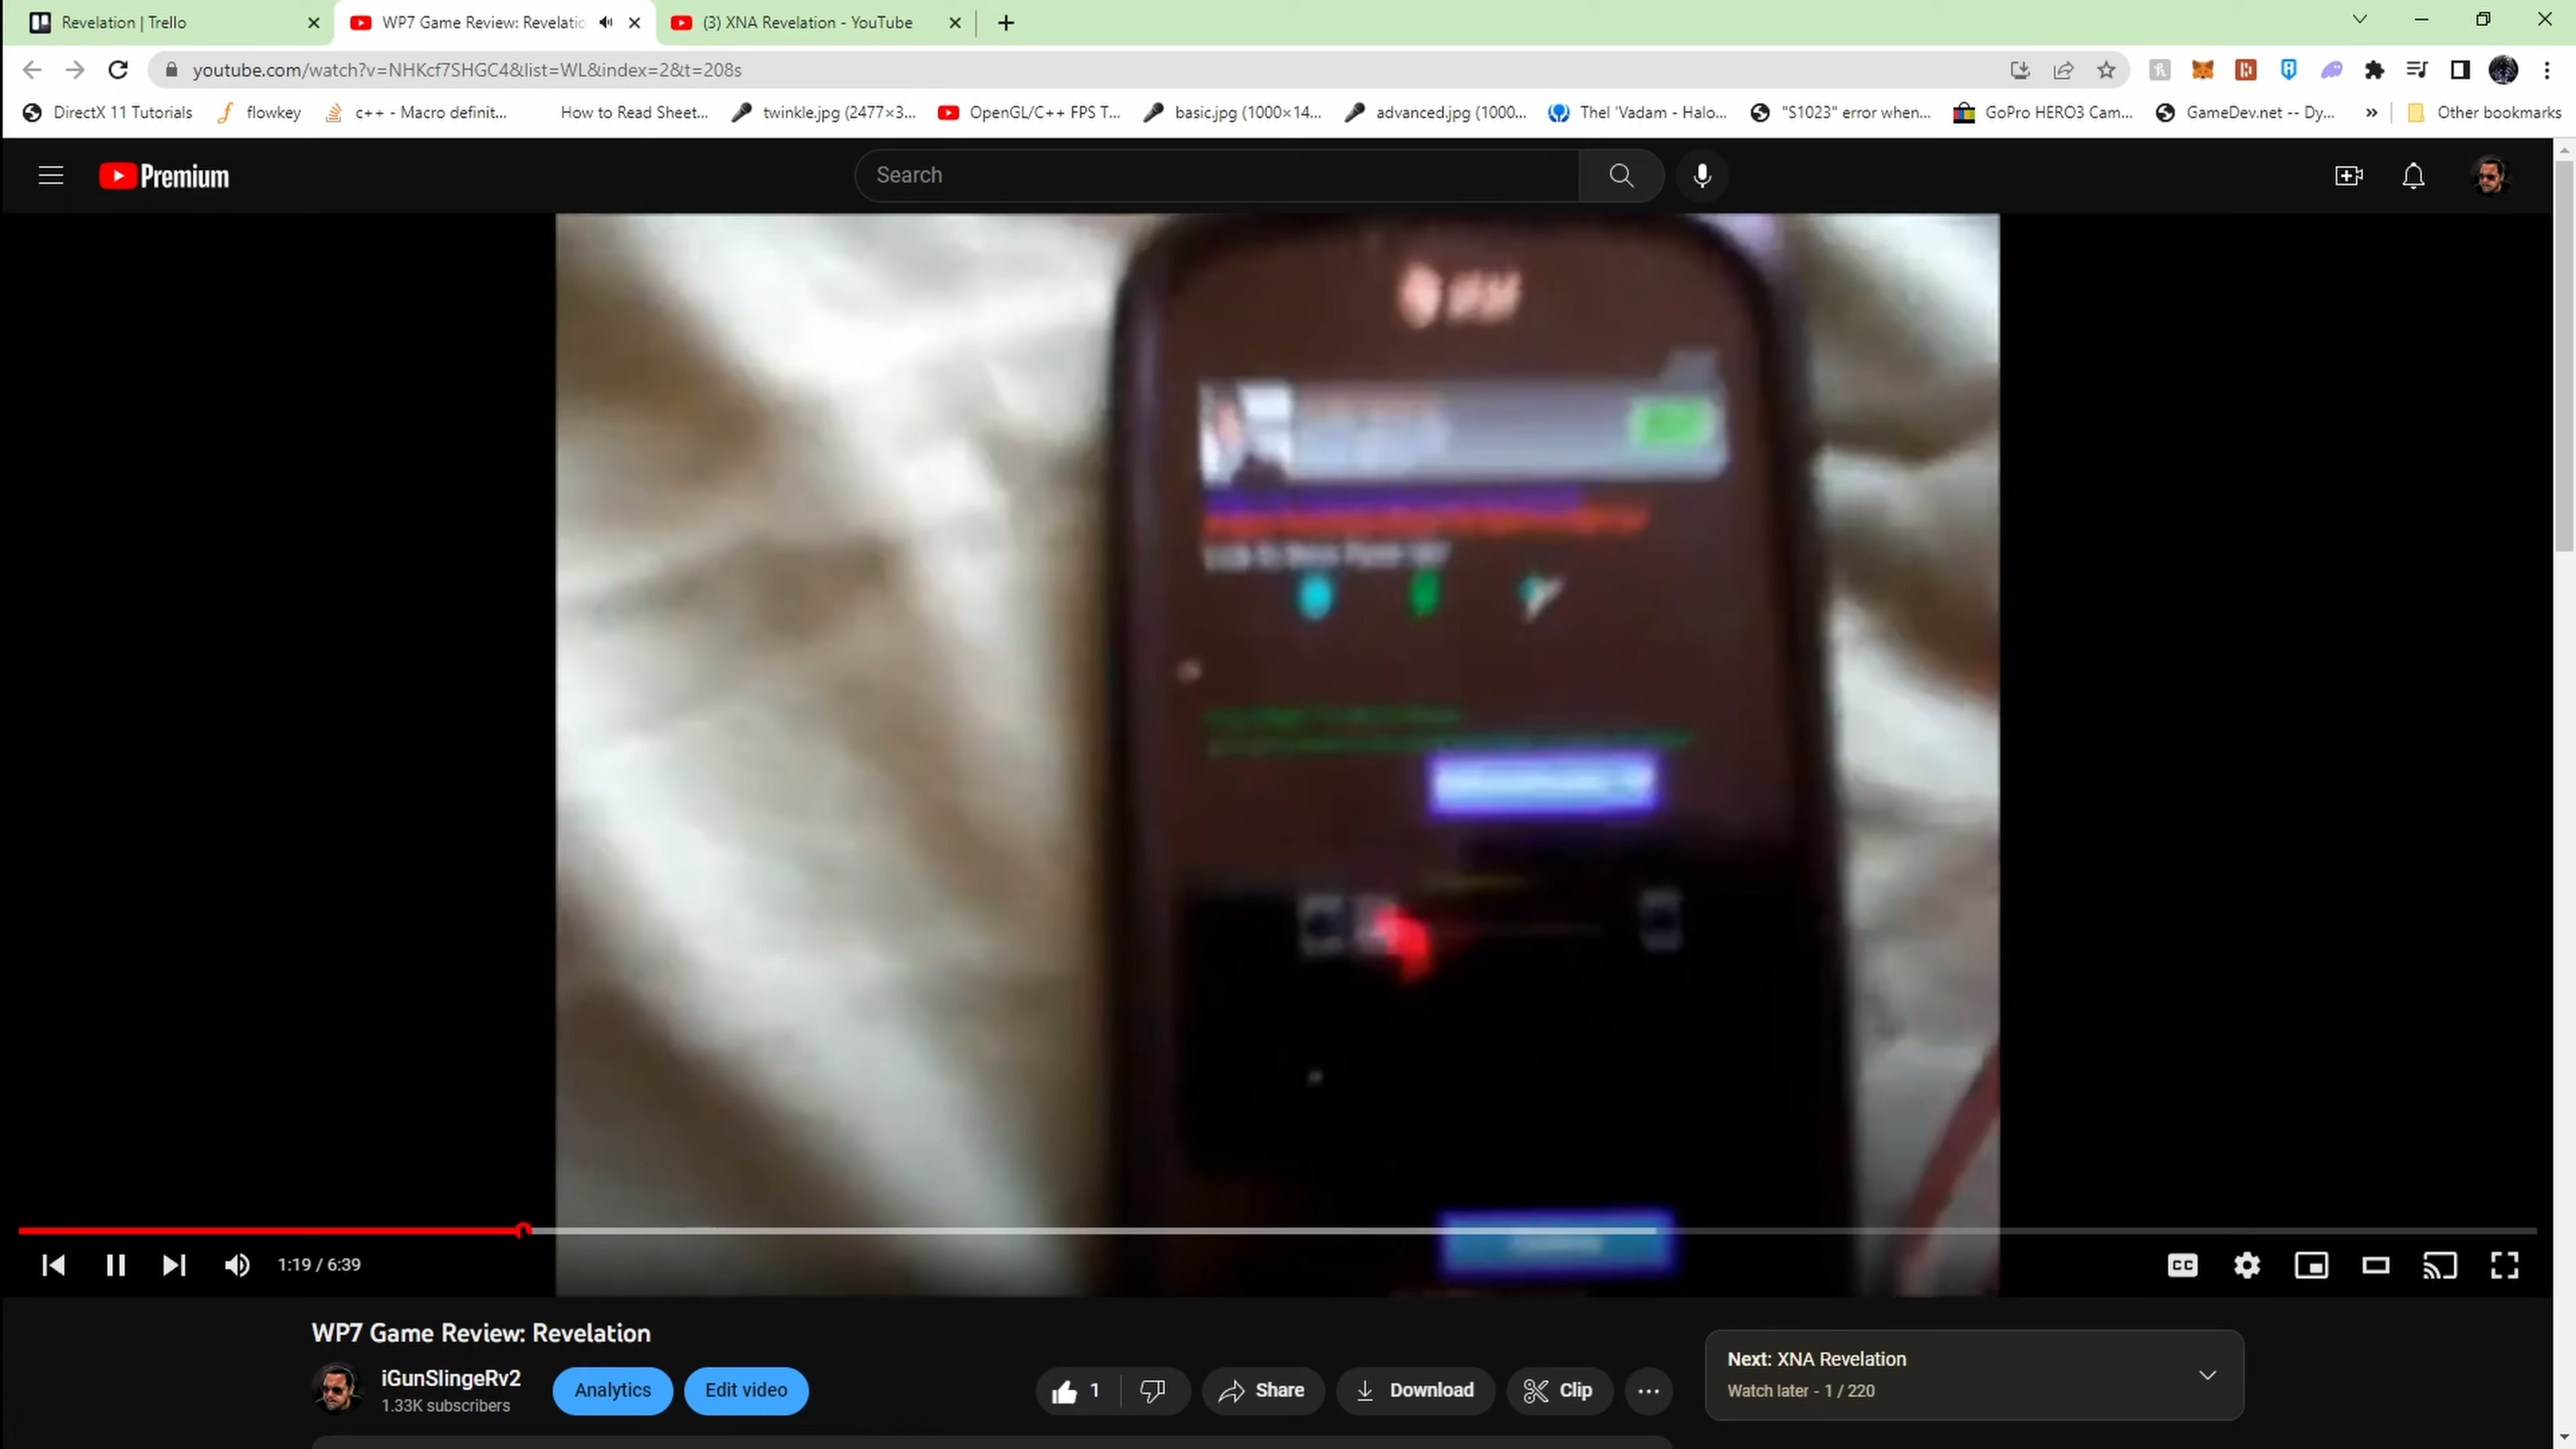 Revelation | Trello
WP7 Game Review: Revelatio
(3) XNA Revelation - YouTube
youtube.com/watch?v=NHKcf7SHGC4&list=WL&index=2&t=208s
DirectX 11 Tutorials
flowkey
c++ - Macro definit...
How to Read Sheet...
twinkle.jpg (2477×3...
OpenGL/C++ FPS T...
basic.jpg (1000×14...
advanced.jpg (1000...
Thel 'Vadam - Halo...
"S1023" error when...
GoPro HERO3 Cam...
GameDev.net -- Dy...
»
Other bookmarks
Premium
Search
1:19 / 6:39
CC
WP7 Game Review: Revelation
iGunSlingeRv2
1.33K subscribers
Analytics
Edit video
1
Share
Download
Clip
Next: XNA Revelation
Watch later - 1 / 220